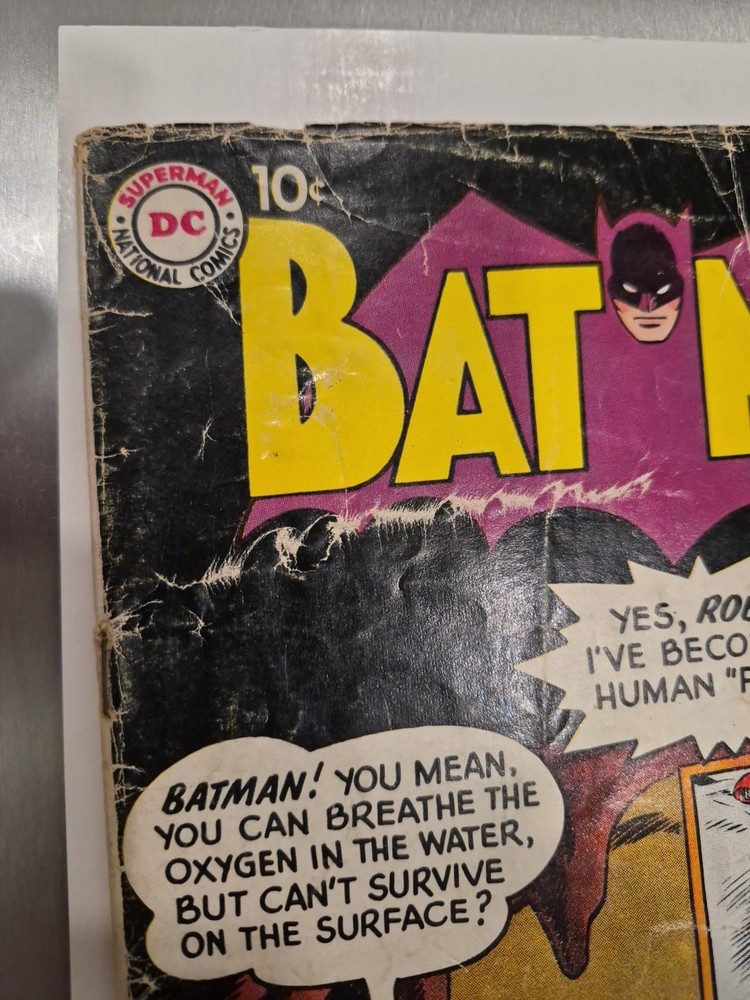 SUPERMAN
DC
NATIONAL COMICS
10¢
BAT
YES,
I'VE
HUMAN
BATMAN! YOU MEAN,
YOU CAN BREATHE THE
OXYGEN IN THE WATER,
BUT CAN'T SURVIVE
ON THE SURFACE?